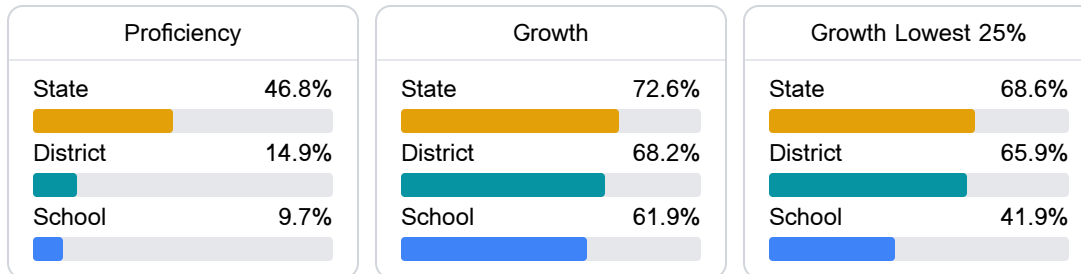 Proficiency
State 46.8%
District 14.9%
School 9.7%
Growth
State 72.6%
District 68.2%
School 61.9%
Growth Lowest 25%
State 68.6%
District 65.9%
School 41.9%